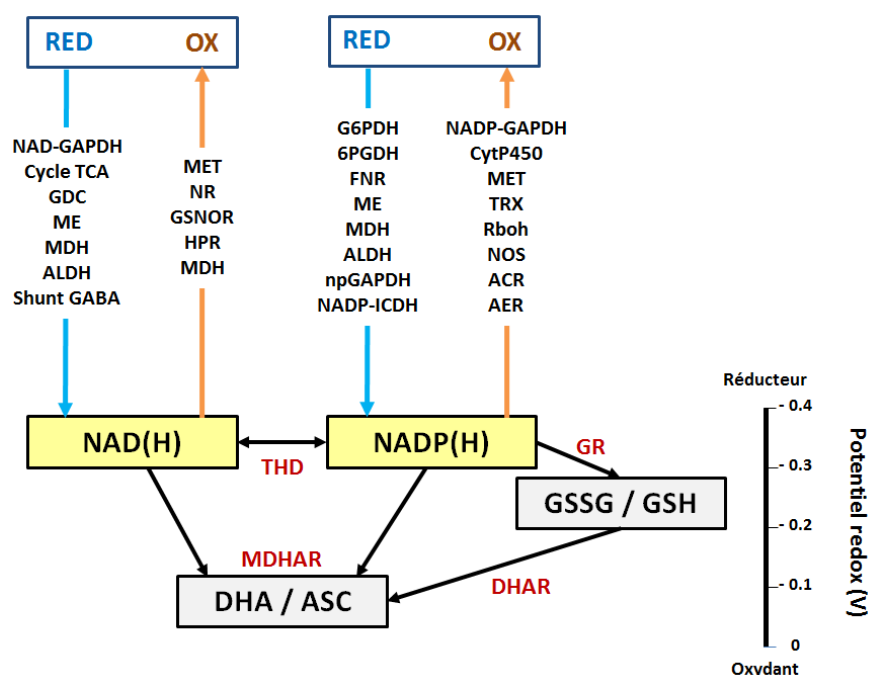 RED OX
RED OX
NAD-GAPDH
Cycle TCA
GDC
ME
MDH
ALDH
Shunt GABA
MET
NR
GSNOR
HPR
MDH
G6PDH
6PGDH
FNR
ME
MDH
ALDH
npGAPDH
NADP-ICDH
NADP-GAPDH
CytP450
MET
TRX
Rboh
NOS
ACR
AER
NAD(H)
THD
NADP(H)
GR
GSSG / GSH
MDHAR
DHAR
DHA / ASC
Réducteur
- 0.4
- 0.3
- 0.2
- 0.1
0
Oxydant
Potentiel redox (V)